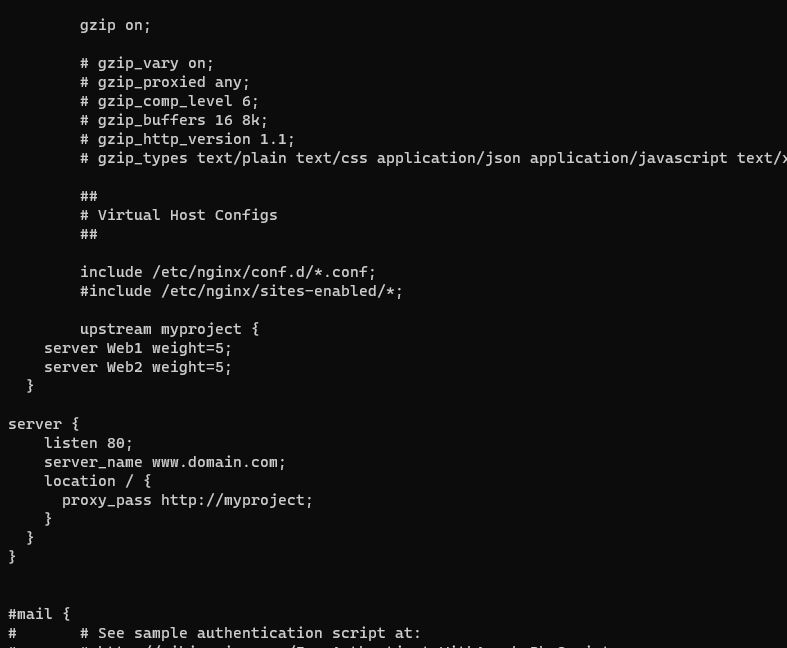 gzip on;
# gzip_vary on;
# gzip_proxied any;
# gzip_comp_level 6;
# gzip_buffers 16 8k;
# gzip_http_version 1.1;
# gzip_types text/plain text/css application/json application/javascript
##
# Virtual Host Configs
##
include /etc/nginx/conf.d/*.conf;
#include /etc/nginx/sites-enabled/*;
upstream myproject {
server Web1 weight=5;
server Web2 weight=5;
}
server {
listen 80;
server_name www.domain.com;
location / {
proxy_pass http://myproject;
}
}
}
#mail {
# # See sample authentication script at: